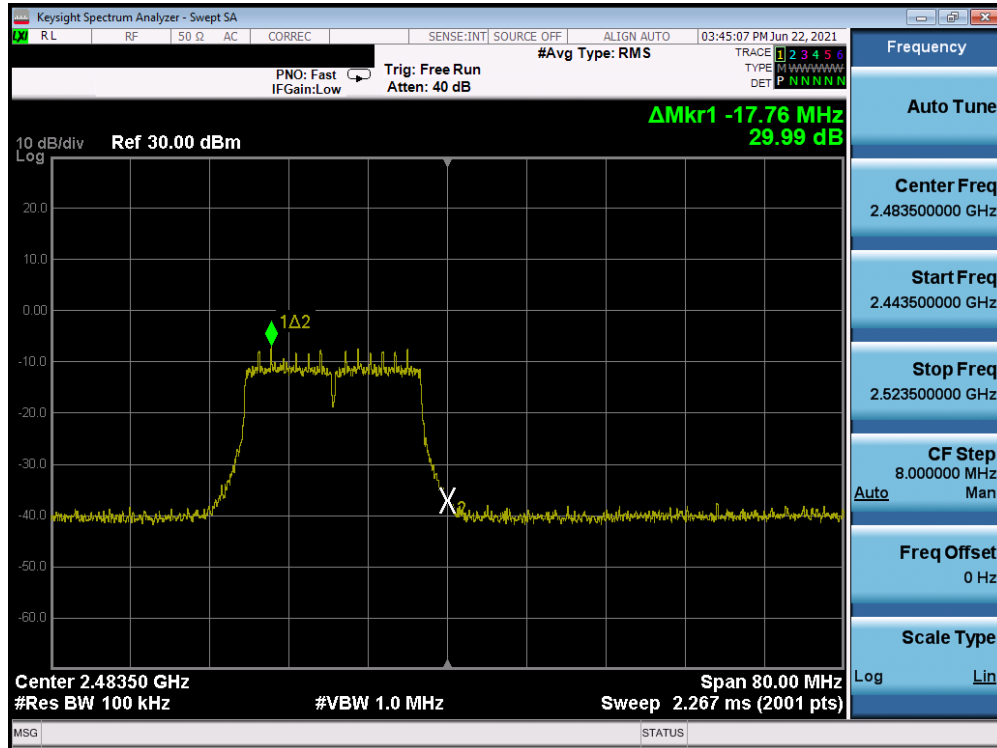 Keysight Spectrum Analyzer - Swept SA
LXI RL RF 50 Ω AC CORREC SENSE:INT SOURCE OFF ALIGN AUTO 03:45:07 PM Jun 22, 2021
#Avg Type: RMS
TRACE 1 2 3 4 5 6
TYPE M WWWWW
DET P N N N N N
PNO: Fast
IFGain:Low
Trig: Free Run
Atten: 40 dB
ΔMkr1 -17.76 MHz
29.99 dB
10 dB/div
Log
Ref 30.00 dBm
20.0
10.0
0.00
-10.0
-20.0
-30.0
-40.0
-50.0
-60.0
1Δ2
X2
Center 2.48350 GHz
Span 80.00 MHz
#Res BW 100 kHz
#VBW 1.0 MHz
Sweep 2.267 ms (2001 pts)
MSG
STATUS
Frequency
Auto Tune
Center Freq
2.483500000 GHz
Start Freq
2.443500000 GHz
Stop Freq
2.523500000 GHz
CF Step
8.000000 MHz
Auto Man
Freq Offset
0 Hz
Scale Type
Log Lin